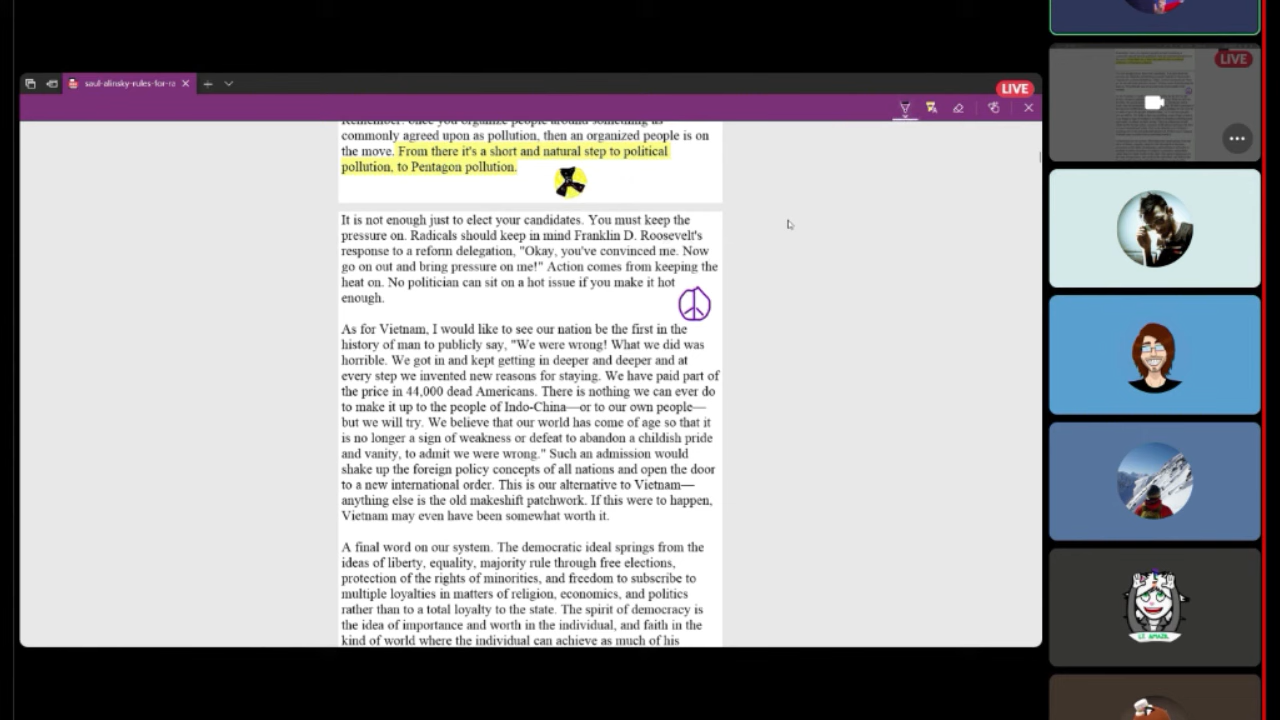 LIVE
saul-alinsky-rules-for-ra
LIVE
Remember: once you organize people around something as
commonly agreed upon as pollution, then an organized people is on
the move. From there it's a short and natural step to political
pollution, to Pentagon pollution.
It is not enough just to elect your candidates. You must keep the
pressure on. Radicals should keep in mind Franklin D. Roosevelt's
response to a reform delegation, "Okay, you've convinced me. Now
go on out and bring pressure on me!" Action comes from keeping the
heat on. No politician can sit on a hot issue if you make it hot
enough.
As for Vietnam, I would like to see our nation be the first in the
history of man to publicly say, "We were wrong! What we did was
horrible. We got in and kept getting in deeper and deeper and at
every step we invented new reasons for staying. We have paid part of
the price in 44,000 dead Americans. There is nothing we can ever do
to make it up to the people of Indo-China—or to our own people—
but we will try. We believe that our world has come of age so that it
is no longer a sign of weakness or defeat to abandon a childish pride
and vanity, to admit we were wrong." Such an admission would
shake up the foreign policy concepts of all nations and open the door
to a new international order. This is our alternative to Vietnam—
anything else is the old makeshift patchwork. If this were to happen,
Vietnam may even have been somewhat worth it.
A final word on our system. The democratic ideal springs from the
ideas of liberty, equality, majority rule through free elections,
protection of the rights of minorities, and freedom to subscribe to
multiple loyalties in matters of religion, economics, and politics
rather than to a total loyalty to the state. The spirit of democracy is
the idea of importance and worth in the individual, and faith in the
kind of world where the individual can achieve as much of his